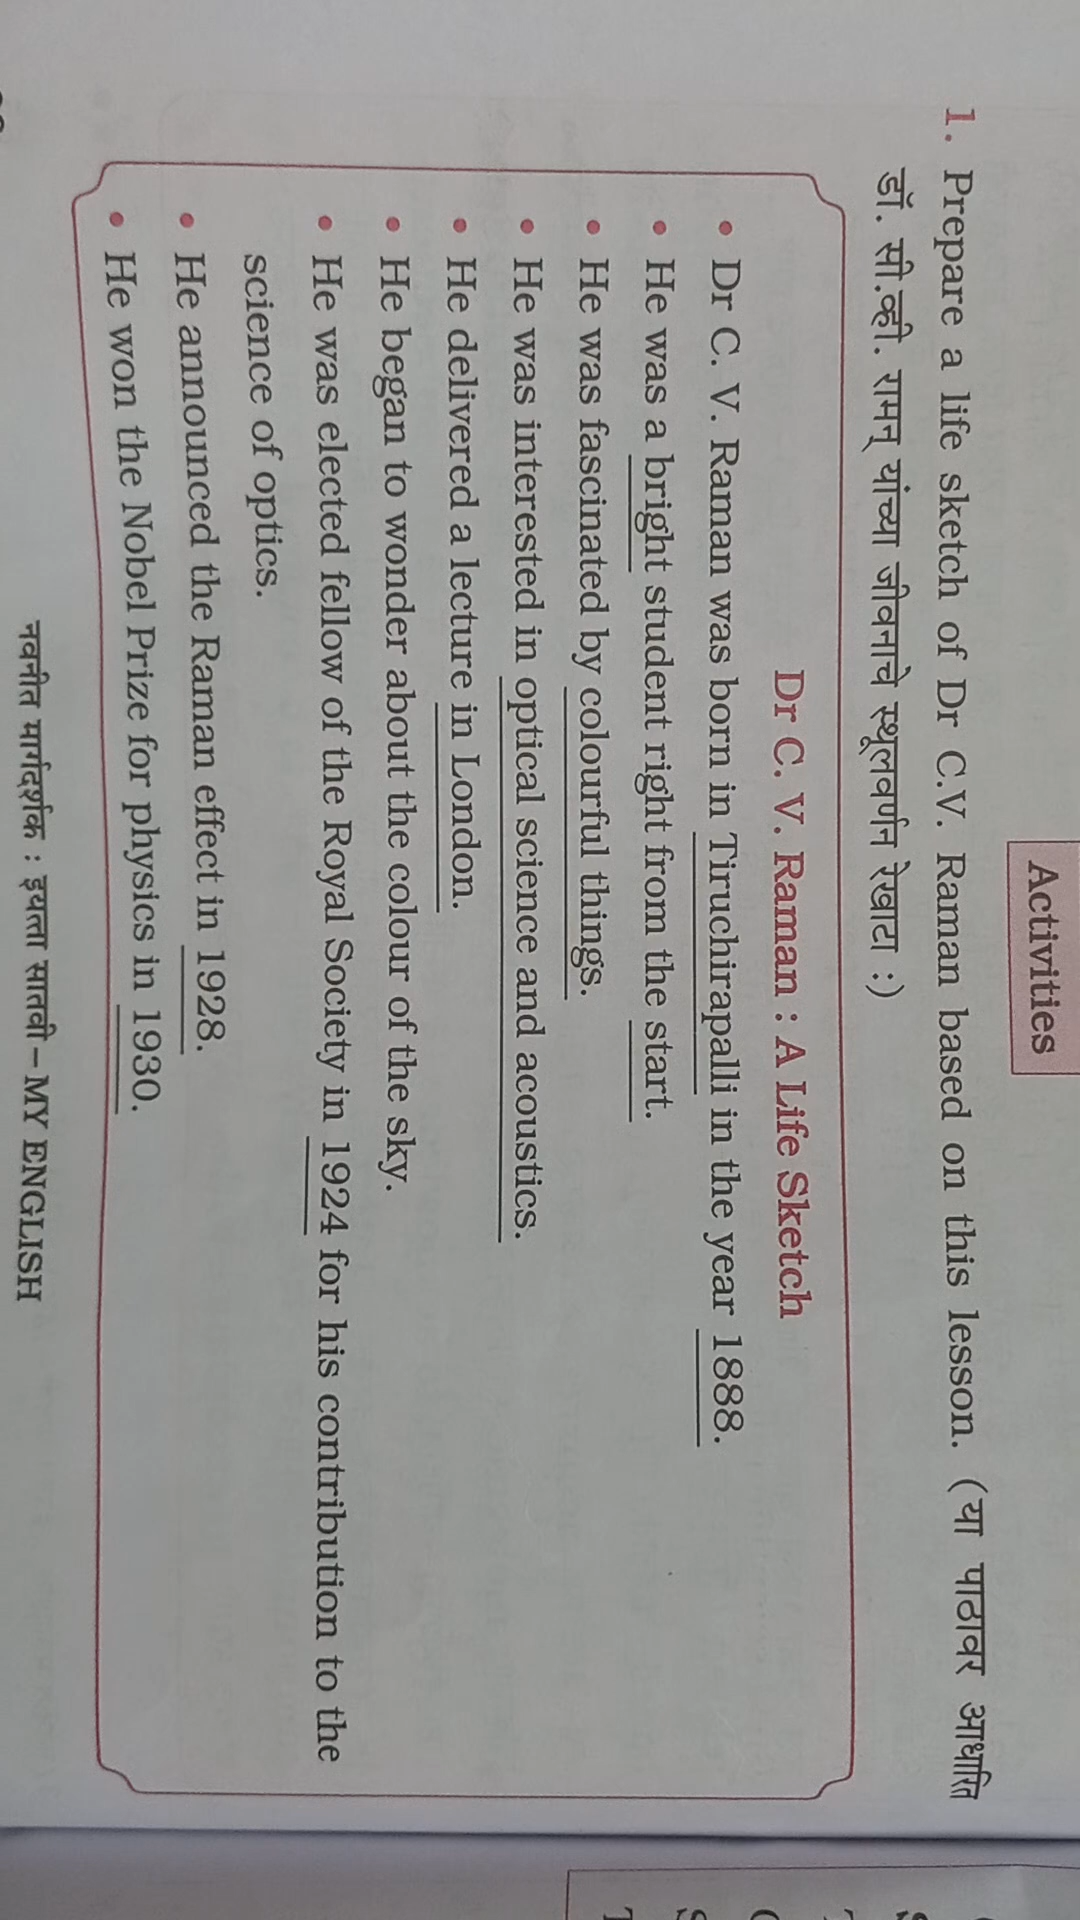 Activities
1. Prepare a life sketch of Dr C.V. Raman based on this lesson. (या पाठावर आधारित
डॉ. सी.व्ही. रामन् यांच्या जीवनाचे स्थूलवर्णन रेखाटा :)
Dr C. V. Raman : A Life Sketch
• Dr C. V. Raman was born in Tiruchirapalli in the year 1888.
• He was a bright student right from the start.
• He was fascinated by colourful things.
• He was interested in optical science and acoustics.
• He delivered a lecture in London.
• He began to wonder about the colour of the sky.
• He was elected fellow of the Royal Society in 1924 for his contribution to the
science of optics.
• He announced the Raman effect in 1928.
• He won the Nobel Prize for physics in 1930.
नवनीत मार्गदर्शक : इयत्ता सातवी – MY ENGLISH